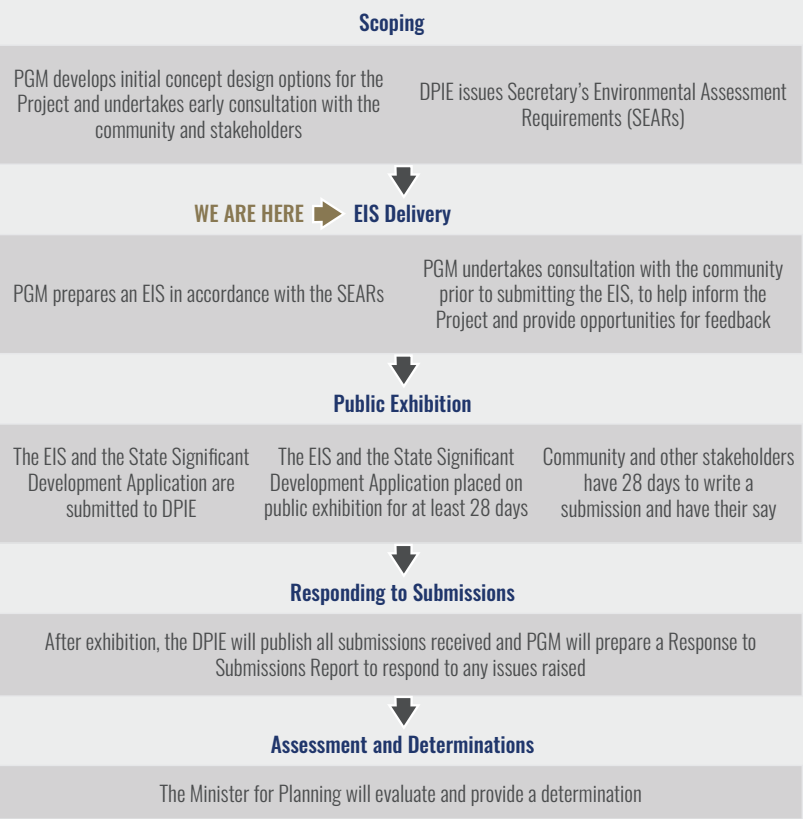 Scoping
PGM develops initial concept design options for the
Project and undertakes early consultation with the
community and stakeholders
DPIE issues Secretary's Environmental Assessment
Requirements (SEARs)
WE ARE HERE
EIS Delivery
PGM prepares an EIS in accordance with the SEARs
PGM undertakes consultation with the community
prior to submitting the EIS, to help inform the
Project and provide opportunities for feedback
Public Exhibition
The EIS and the State Significant
Development Application are
submitted to DPIE
The EIS and the State Significant
Development Application placed on
public exhibition for at least 28 days
Community and other stakeholders
have 28 days to write a
submission and have their say
Responding to Submissions
After exhibition, the DPIE will publish all submissions received and PGM will prepare a Response to
Submissions Report to respond to any issues raised
Assessment and Determinations
The Minister for Planning will evaluate and provide a determination